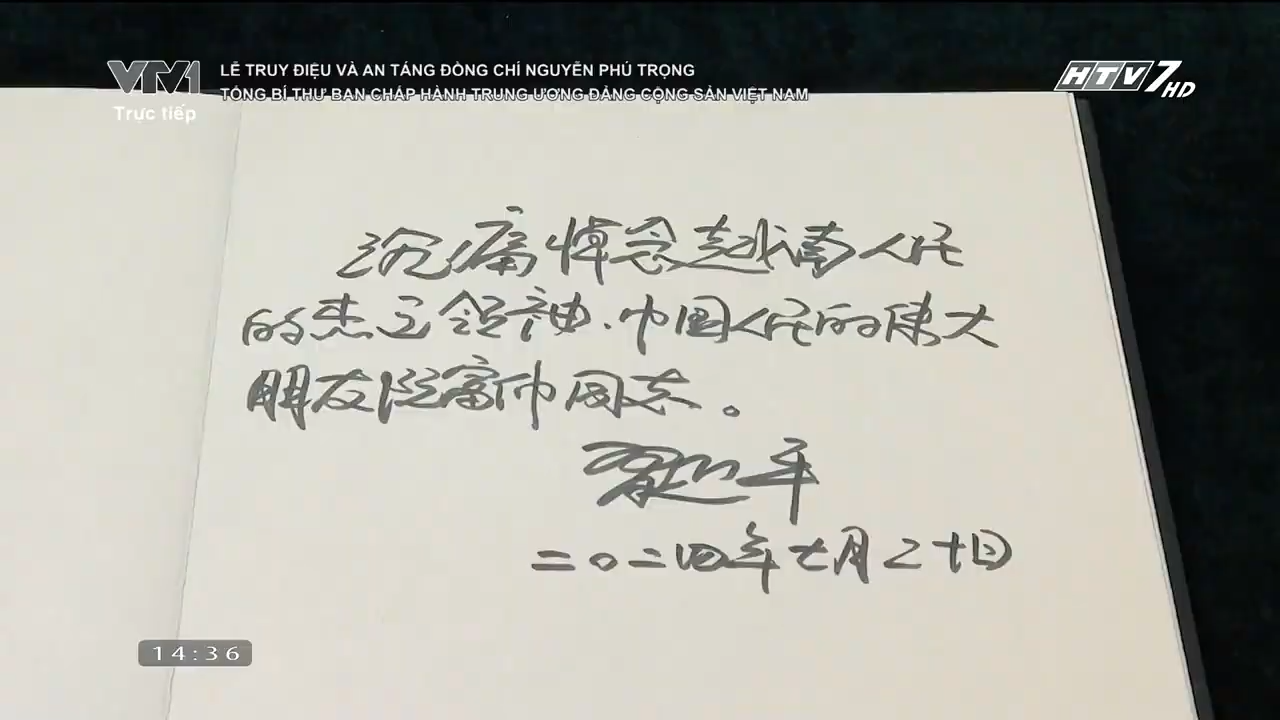 VTV1
Trực tiếp
LỄ TRUY ĐIỆU VÀ AN TÁNG ĐỒNG CHÍ NGUYỄN PHÚ TRỌNG
TỔNG BÍ THƯ BAN CHẤP HÀNH TRUNG ƯƠNG ĐẢNG CỘNG SẢN VIỆT NAM
HTV7 HD
沉痛悼念越南人民
的杰出领袖、中国人民的伟大
朋友阮富仲同志。
习近平
二〇二四年七月二十日
14:36